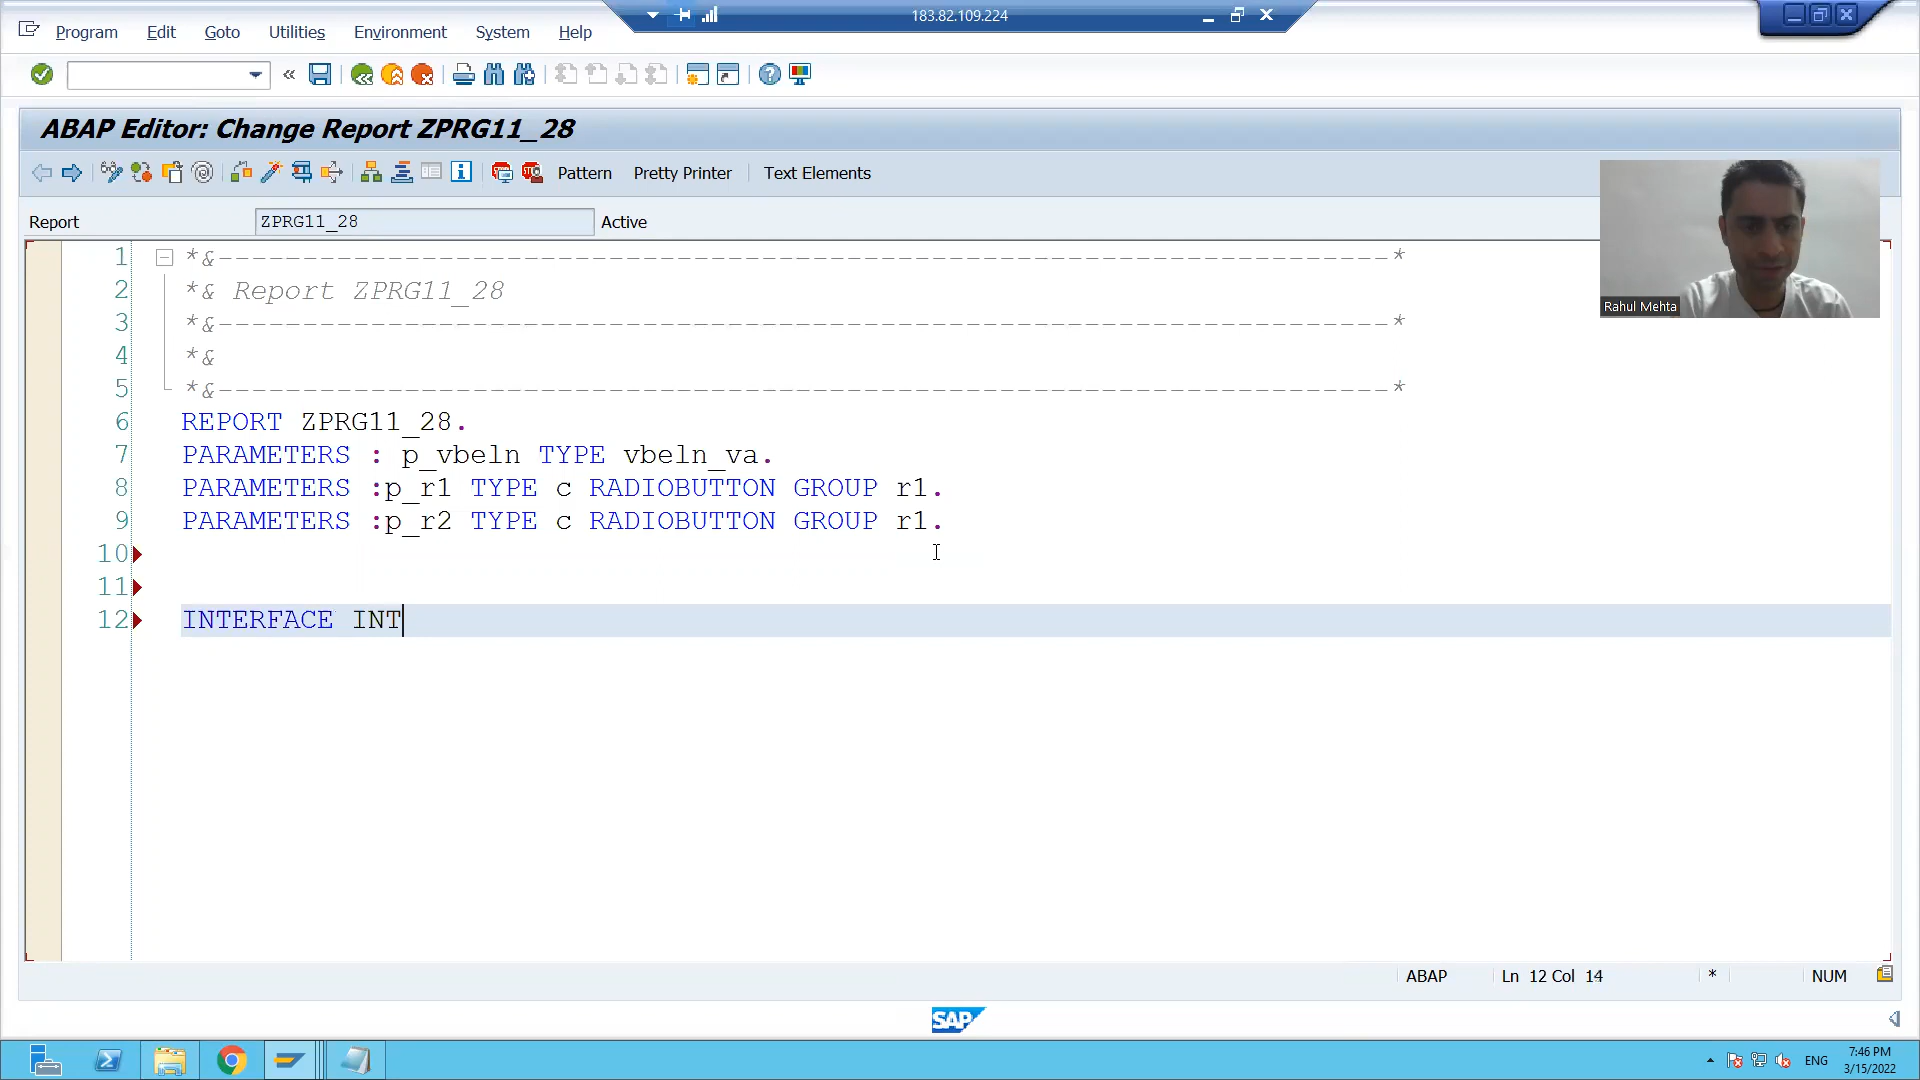 183.82.109.224
Program Edit Goto Utilities Environment System Help
ABAP Editor: Change Report ZPRG11_28
Pattern Pretty Printer Text Elements
Report ZPRG11_28 Active
Rahul Mehta
1 *&---------------------------------------------------------------------*
2 *& Report ZPRG11_28
3 *&---------------------------------------------------------------------*
4 *&
5 *&---------------------------------------------------------------------*
6 REPORT ZPRG11_28.
7 PARAMETERS : p_vbeln TYPE vbeln_va.
8 PARAMETERS :p_r1 TYPE c RADIOBUTTON GROUP r1.
9 PARAMETERS :p_r2 TYPE c RADIOBUTTON GROUP r1.
10
11
12 INTERFACE INT
ABAP Ln 12 Col 14 * NUM
SAP
ENG
7:46 PM
3/15/2022